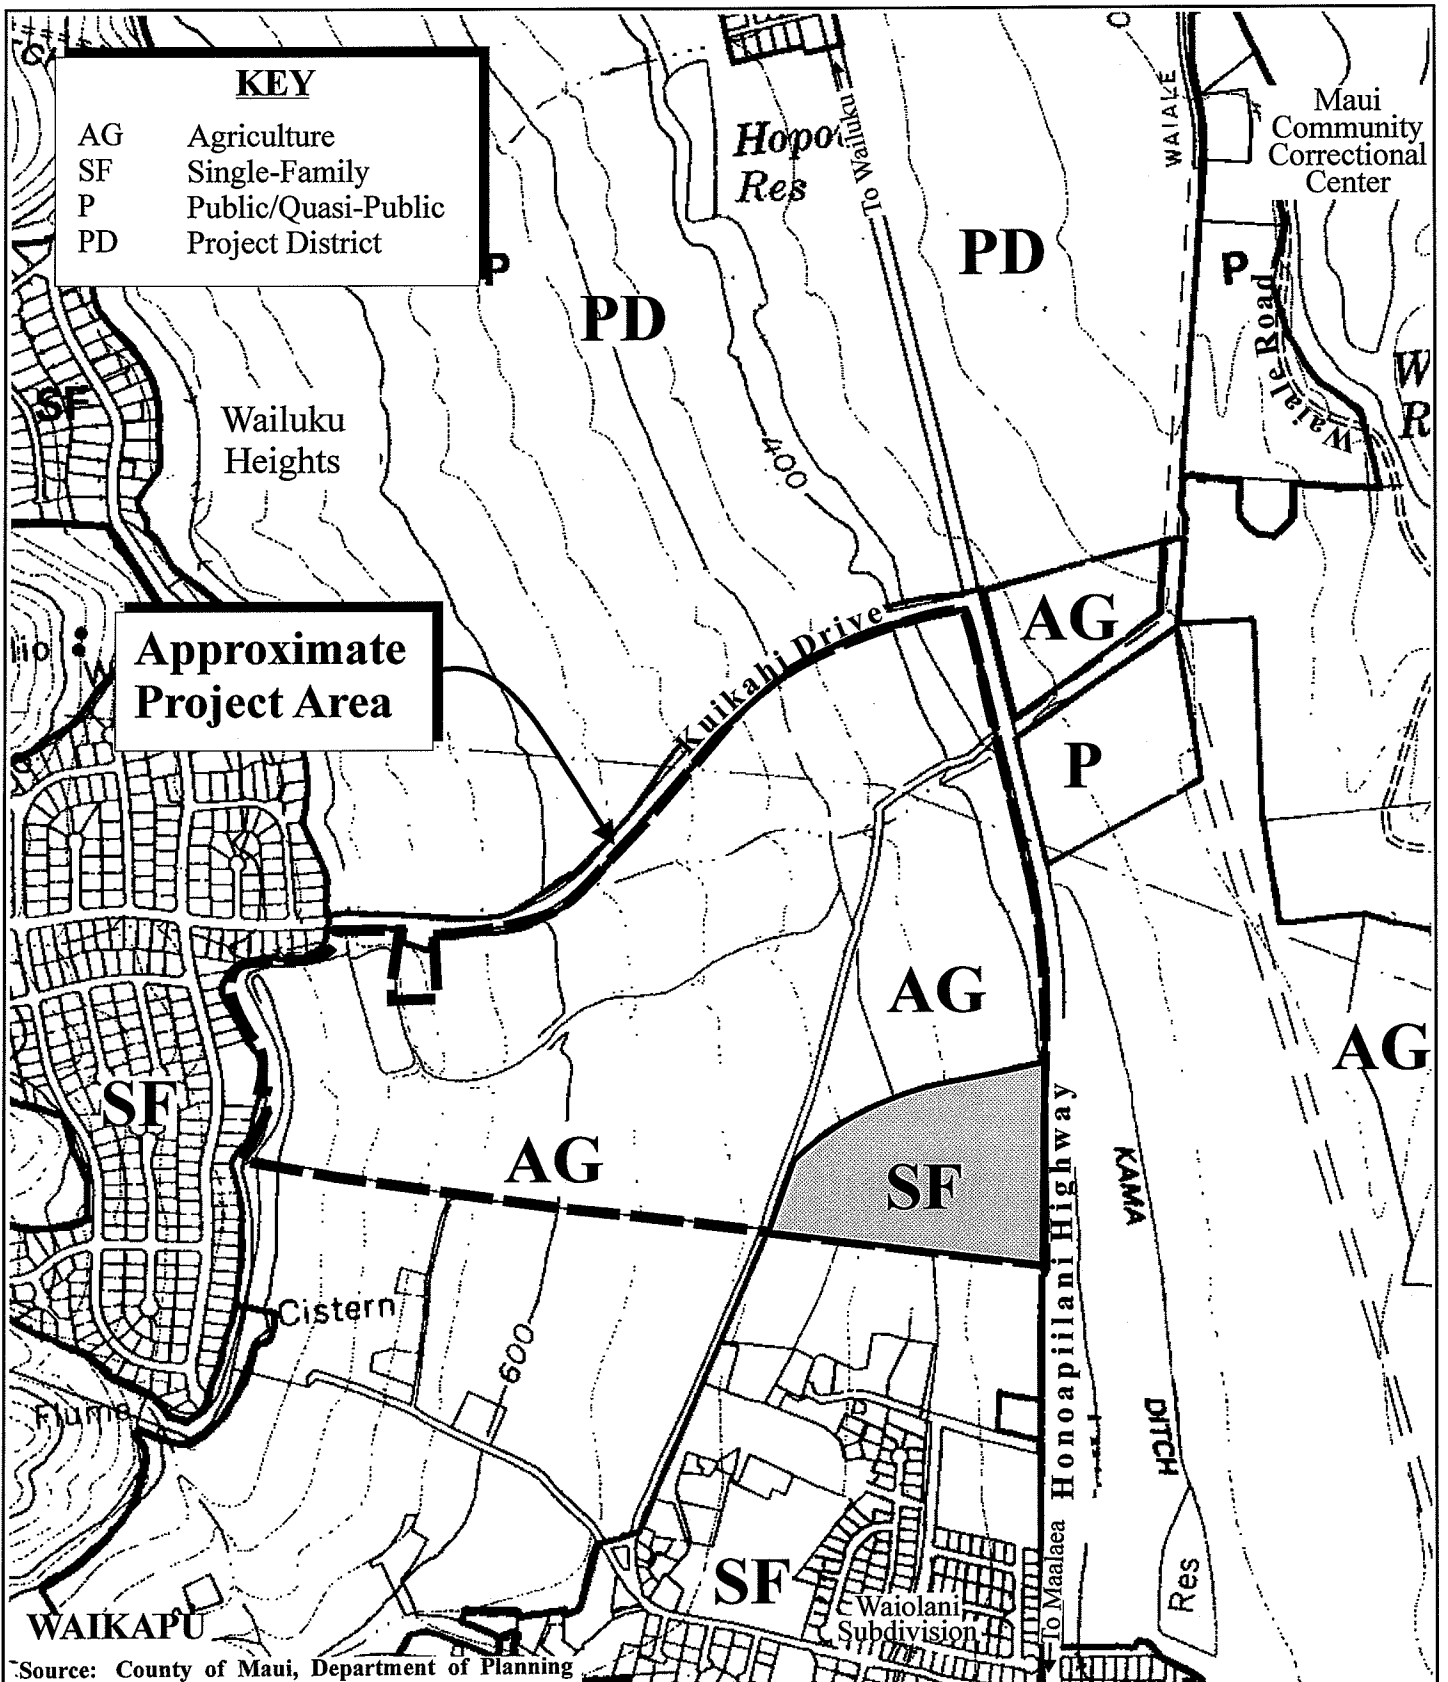 KEY
AG Agriculture
SF Single-Family
P Public/Quasi-Public
PD Project District
To Wailuku
WAIALE
Maui
Community
Correctional
Center
Res
P
PD
PD
P
Waiale Road
SF
Wailuku
Heights
400
W
R
Approximate
Project Area
Kuikahi Drive
AG
P
AG
AG
SF
AG
SF
Honoapiilani Highway
KAMA
DITCH
Cistern
600
Flume
SF
Waiolani
Subdivision
To Maalaea
Res
WAIKAPU
Source: County of Maui, Department of Planning